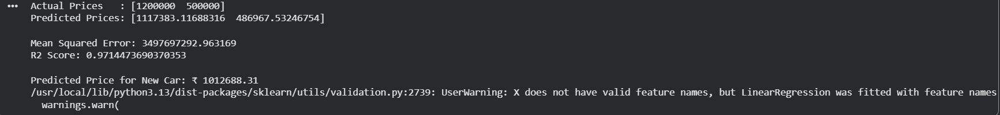 Actual Prices   : [1200000  500000]
Predicted Prices: [1117383.11688316  486967.53246754]
Mean Squared Error: 3497697292.963169
R2 Score: 0.9714473690370353
Predicted Price for New Car: ₹ 1012688.31
/usr/local/lib/python3.13/dist-packages/sklearn/utils/validation.py:2739: UserWarning: X does not have valid feature names, but LinearRegression was fitted with feature names
  warnings.warn(